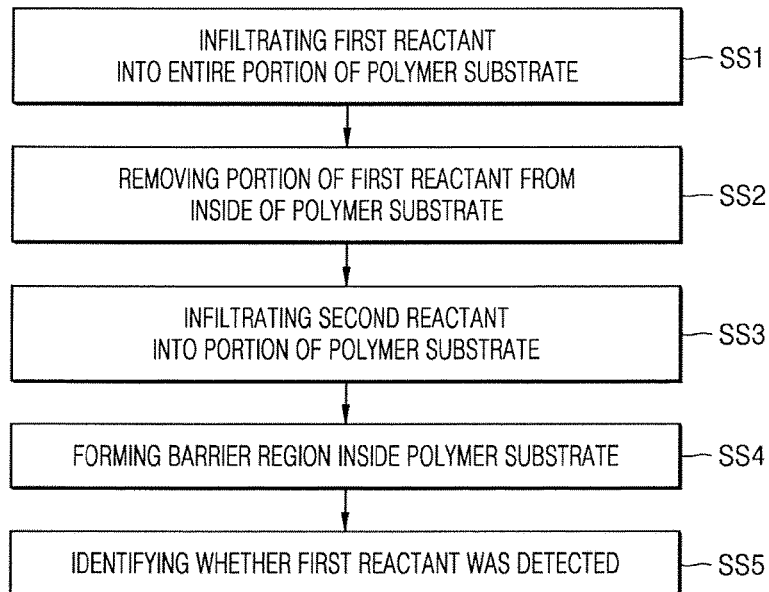 INFILTRATING FIRST REACTANT
INTO ENTIRE PORTION OF POLYMER SUBSTRATE
SS1
REMOVING PORTION OF FIRST REACTANT FROM
INSIDE OF POLYMER SUBSTRATE
SS2
INFILTRATING SECOND REACTANT
INTO PORTION OF POLYMER SUBSTRATE
SS3
FORMING BARRIER REGION INSIDE POLYMER SUBSTRATE
SS4
IDENTIFYING WHETHER FIRST REACTANT WAS DETECTED
SS5